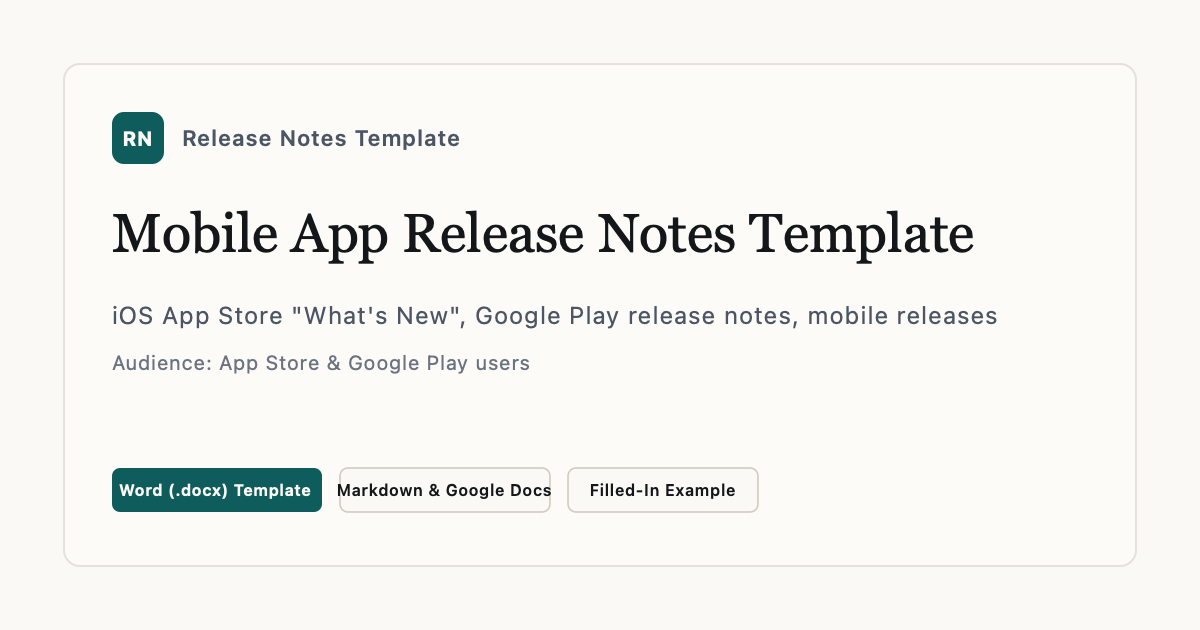 RN
Release Notes Template
Mobile App Release Notes Template
iOS App Store "What's New", Google Play release notes, mobile releases
Audience: App Store & Google Play users
Word (.docx) Template
Markdown & Google Docs
Filled-In Example